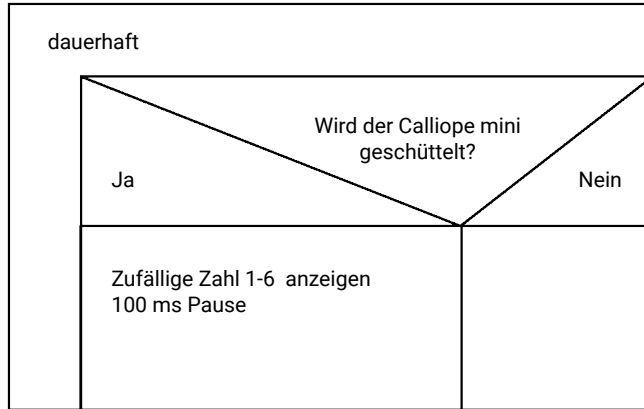 dauerhaft
Wird der Calliope mini
geschüttelt?
Ja
Nein
Zufällige Zahl 1-6 anzeigen
100 ms Pause